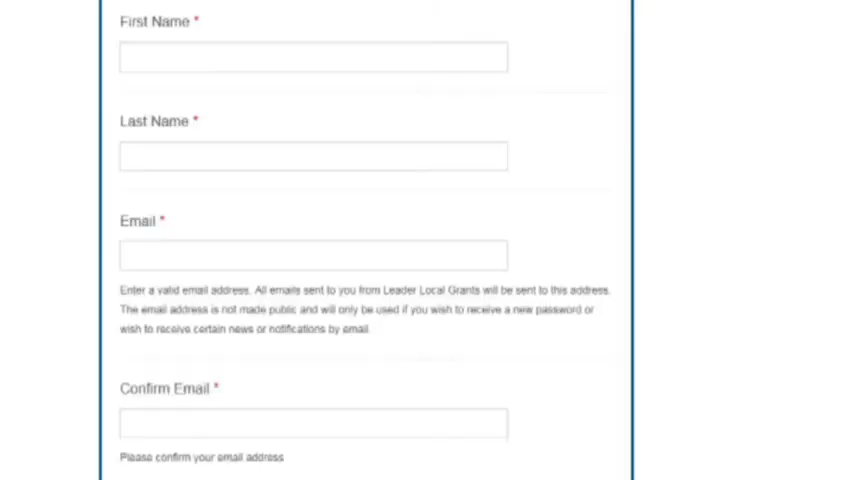 First Name *
Last Name *
Email *
Enter a valid email address. All emails sent to you from Leader Local Grants will be sent to this address.
The email address is not made public and will only be used if you wish to receive a new password or
wish to receive certain news or notifications by email
Confirm Email *
Please confirm your email address